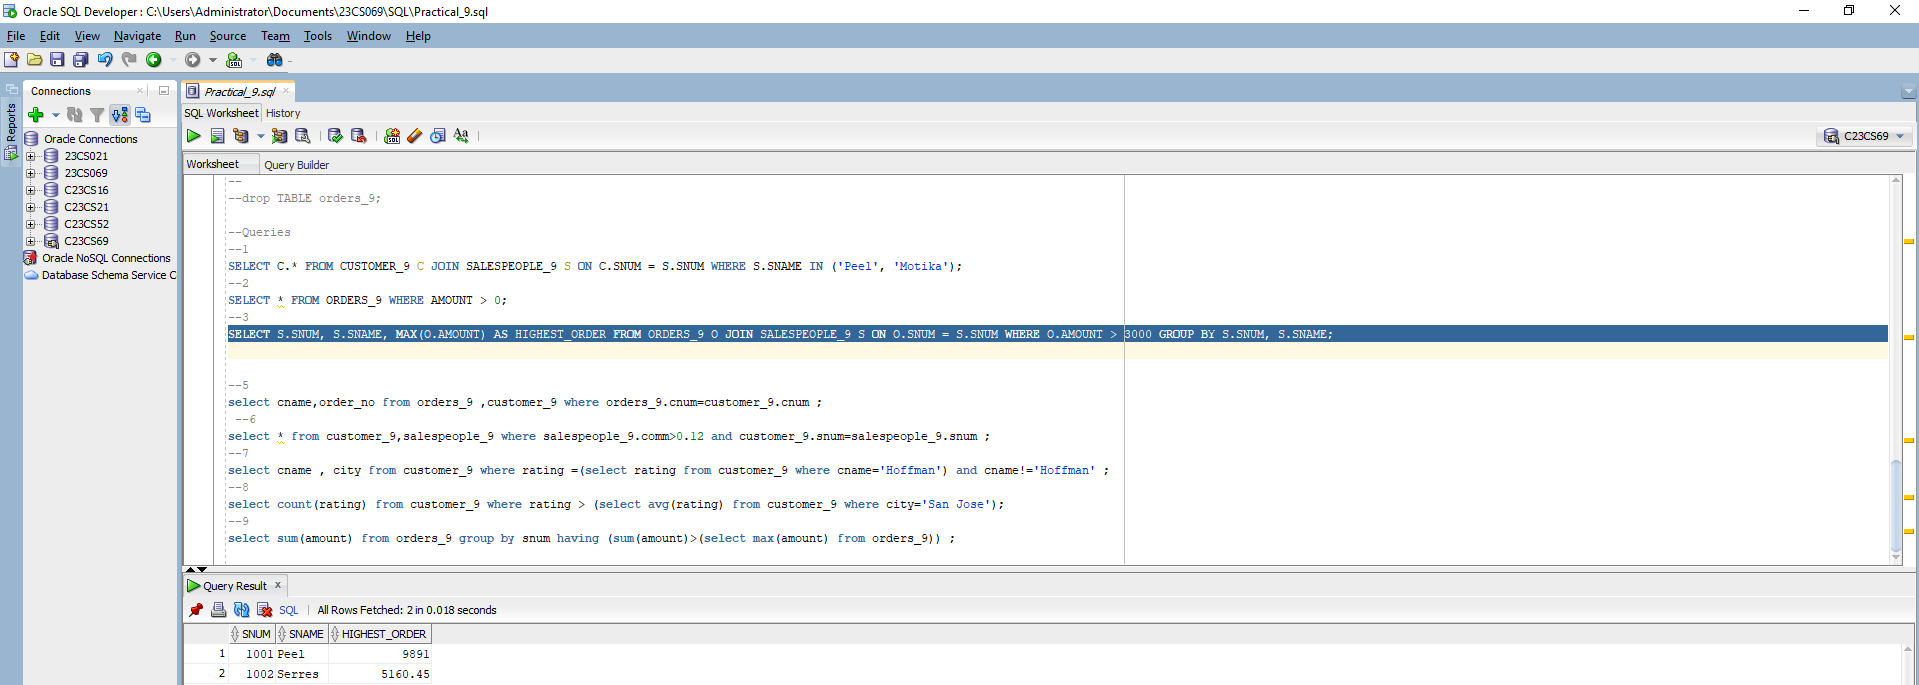 Oracle SQL Developer : C:\Users\Administrator\Documents\23CS069\SQL\Practical_9.sql
File Edit View Navigate Run Source Team Tools Window Help
Connections
Reports
Oracle Connections
23CS021
23CS069
C23CS16
C23CS21
C23CS52
C23CS69
Oracle NoSQL Connections
Database Schema Service C
Practical_9.sql
SQL Worksheet History
SQL Aa
C23CS69
Worksheet Query Builder
--
--drop TABLE orders_9;
--Queries
--1
SELECT C.* FROM CUSTOMER_9 C JOIN SALESPEOPLE_9 S ON C.SNUM = S.SNUM WHERE S.SNAME IN ('Peel', 'Motika');
--2
SELECT * FROM ORDERS_9 WHERE AMOUNT > 0;
--3
SELECT S.SNUM, S.SNAME, MAX(O.AMOUNT) AS HIGHEST_ORDER FROM ORDERS_9 O JOIN SALESPEOPLE_9 S ON O.SNUM = S.SNUM WHERE O.AMOUNT > 3000 GROUP BY S.SNUM, S.SNAME;
--5
select cname,order_no from orders_9 ,customer_9 where orders_9.cnum=customer_9.cnum ;
--6
select * from customer_9,salespeople_9 where salespeople_9.comm>0.12 and customer_9.snum=salespeople_9.snum ;
--7
select cname , city from customer_9 where rating =(select rating from customer_9 where cname='Hoffman') and cname!='Hoffman' ;
--8
select count(rating) from customer_9 where rating > (select avg(rating) from customer_9 where city='San Jose');
--9
select sum(amount) from orders_9 group by snum having (sum(amount)>(select max(amount) from orders_9)) ;
Query Result
SQL | All Rows Fetched: 2 in 0.018 seconds
SNUM SNAME HIGHEST_ORDER
1 1001 Peel 9891
2 1002 Serres 5160.45